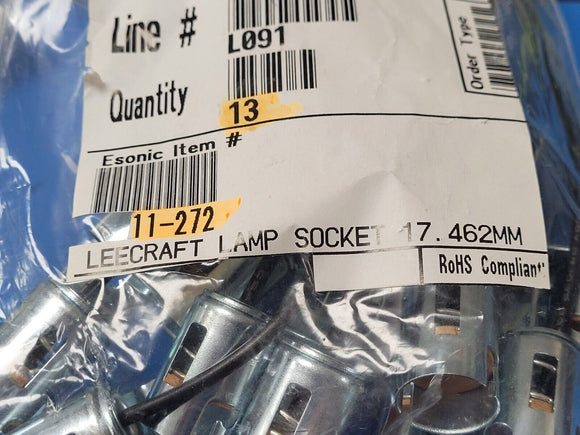 Line #
L091
Order Type
Quantity
13
Esonic Item #
11-272
LEECRAFT LAMP SOCKET 17.462MM
RoHS Compliant